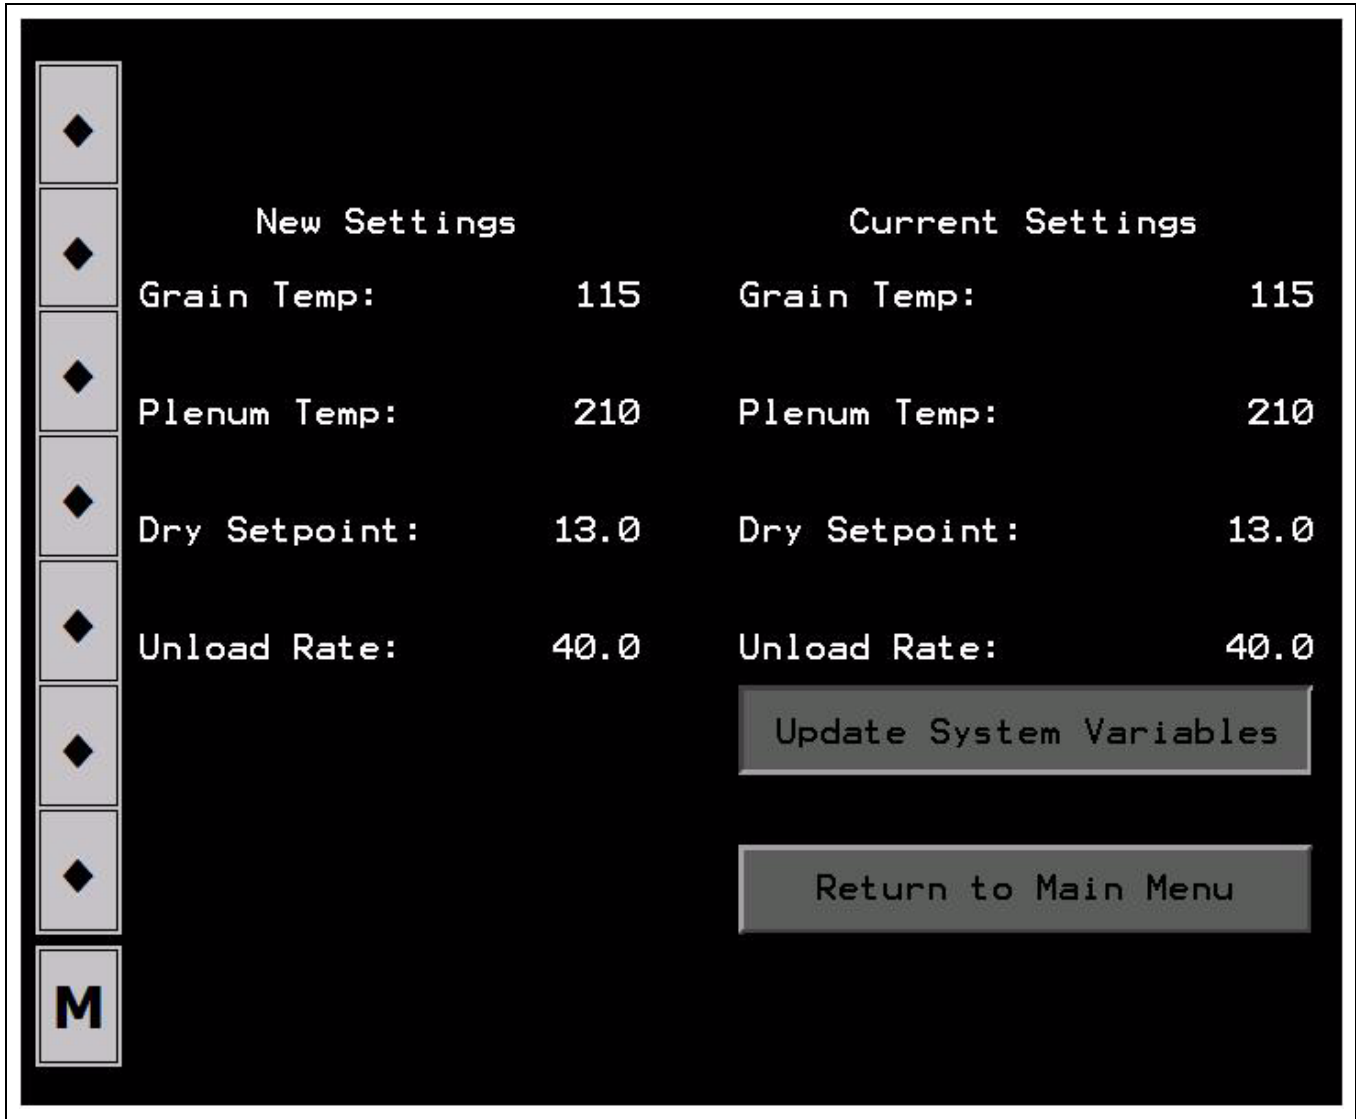 New Settings Current Settings
Grain Temp: 115 Grain Temp: 115
Plenum Temp: 210 Plenum Temp: 210
Dry Setpoint: 13.0 Dry Setpoint: 13.0
Unload Rate: 40.0 Unload Rate: 40.0
Update System Variables
Return to Main Menu
M